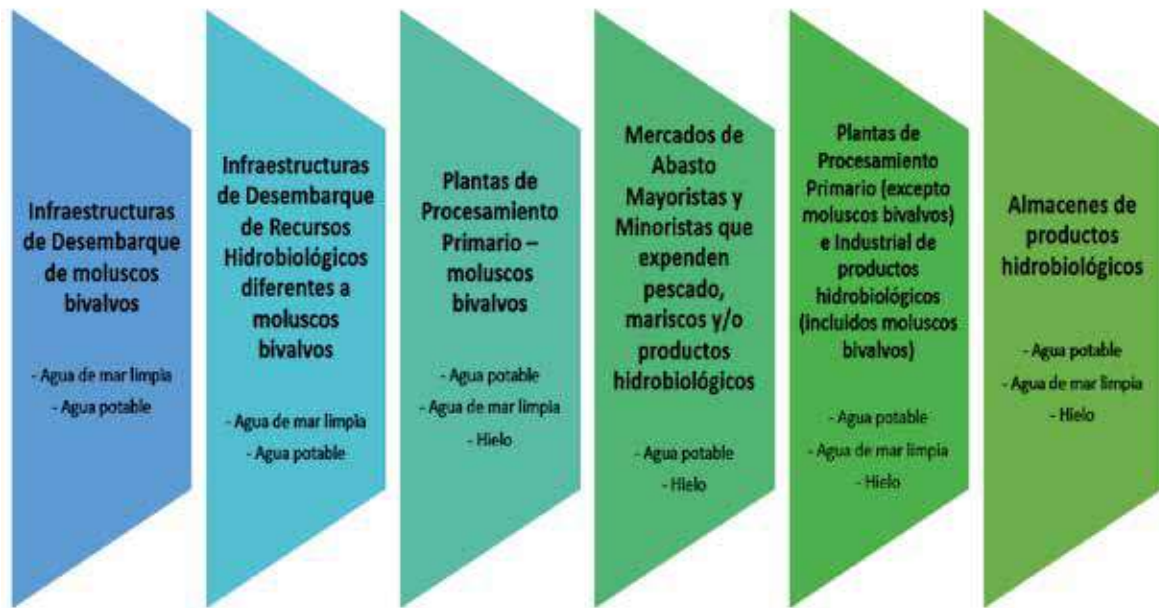 Infraestructuras
de Desembarque
de moluscos
bivalvos
- Agua de mar limpia
- Agua potable
Infraestructuras
de Desembarque
de Recursos
Hidrobiológicos
diferentes a
moluscos
bivalvos
- Agua de mar limpia
- Agua potable
Plantas de
Procesamiento
Primario –
moluscos
bivalvos
- Agua potable
- Agua de mar limpia
- Hielo
Mercados de
Abasto
Mayoristas y
Minoristas que
expenden
pescado,
mariscos y/o
productos
hidrobiológicos
- Agua potable
- Hielo
Plantas de
Procesamiento
Primario (excepto
moluscos bivalvos)
e Industrial de
productos
hidrobiológicos
(incluidos moluscos
bivalvos)
- Agua potable
- Agua de mar limpia
- Hielo
Almacenes de
productos
hidrobiológicos
- Agua potable
- Agua de mar limpia
- Hielo